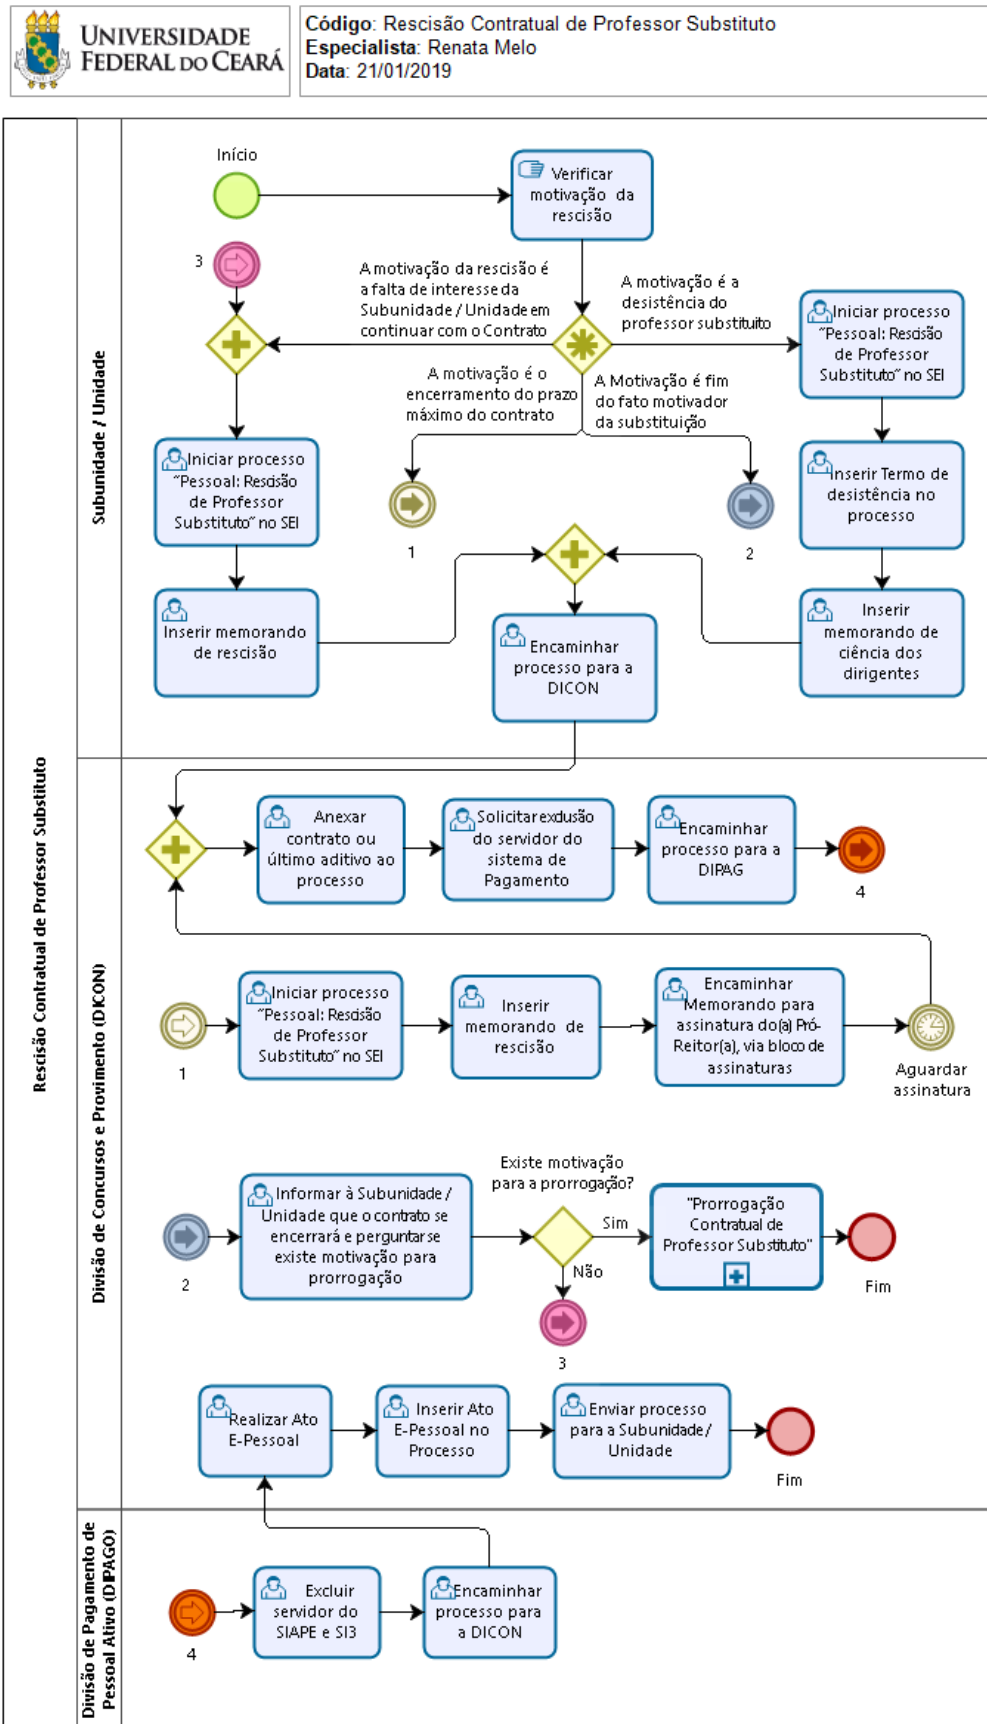 UNIVERSIDADE
FEDERAL DO CEARÁ
Código: Rescisão Contratual de Professor Substituto
Especialista: Renata Melo
Data: 21/01/2019
Rescisão Contratual de Professor Substituto
Subunidade / Unidade
Início
Verificar
motivação da
rescisão
3
A motivação da rescisão é
a falta de interesse da
Subunidade / Unidade em
continuar com o Contrato
A motivação é a
desistência do
professor substituito
Iniciar processo
“Pessoal: Rescisão
de Professor
Substituto” no SEI
A motivação é o
encerramento do prazo
máximo do contrato
A Motivação é fim
do fato motivador
da substituição
Iniciar processo
“Pessoal: Rescisão
de Professor
Substituto” no SEI
Inserir Termo de
desistência no
processo
1
2
Inserir memorando
de rescisão
Encaminhar
processo para a
DICON
Inserir
memorando de
ciência dos
dirigentes
Divisão de Concursos e Provimento (DICON)
Anexar
contrato ou
último aditivo ao
processo
Solicitar exclusão
do servidor do
sistema de
Pagamento
Encaminhar
processo para a
DIPAG
4
1
Iniciar processo
“Pessoal: Rescisão
de Professor
Substituto” no SEI
Inserir
memorando de
rescisão
Encaminhar
Memorando para
assinatura do(a) Pró-
Reitor(a), via bloco de
assinaturas
Aguardar
assinatura
2
Informar à Subunidade /
Unidade que o contrato se
encerrará e perguntar se
existe motivação para
prorrogação
Existe motivação
para a prorrogação?
Sim
Não
3
"Prorrogação
Contratual de
Professor Substituto"
Fim
Realizar Ato
E-Pessoal
Inserir Ato
E-Pessoal no
Processo
Enviar processo
para a Subunidade/
Unidade
Fim
Divisão de Pagamento de
Pessoal Ativo (DIPAGO)
4
Excluir
servidor do
SIAPE e SI3
Encaminhar
processo para
a DICON